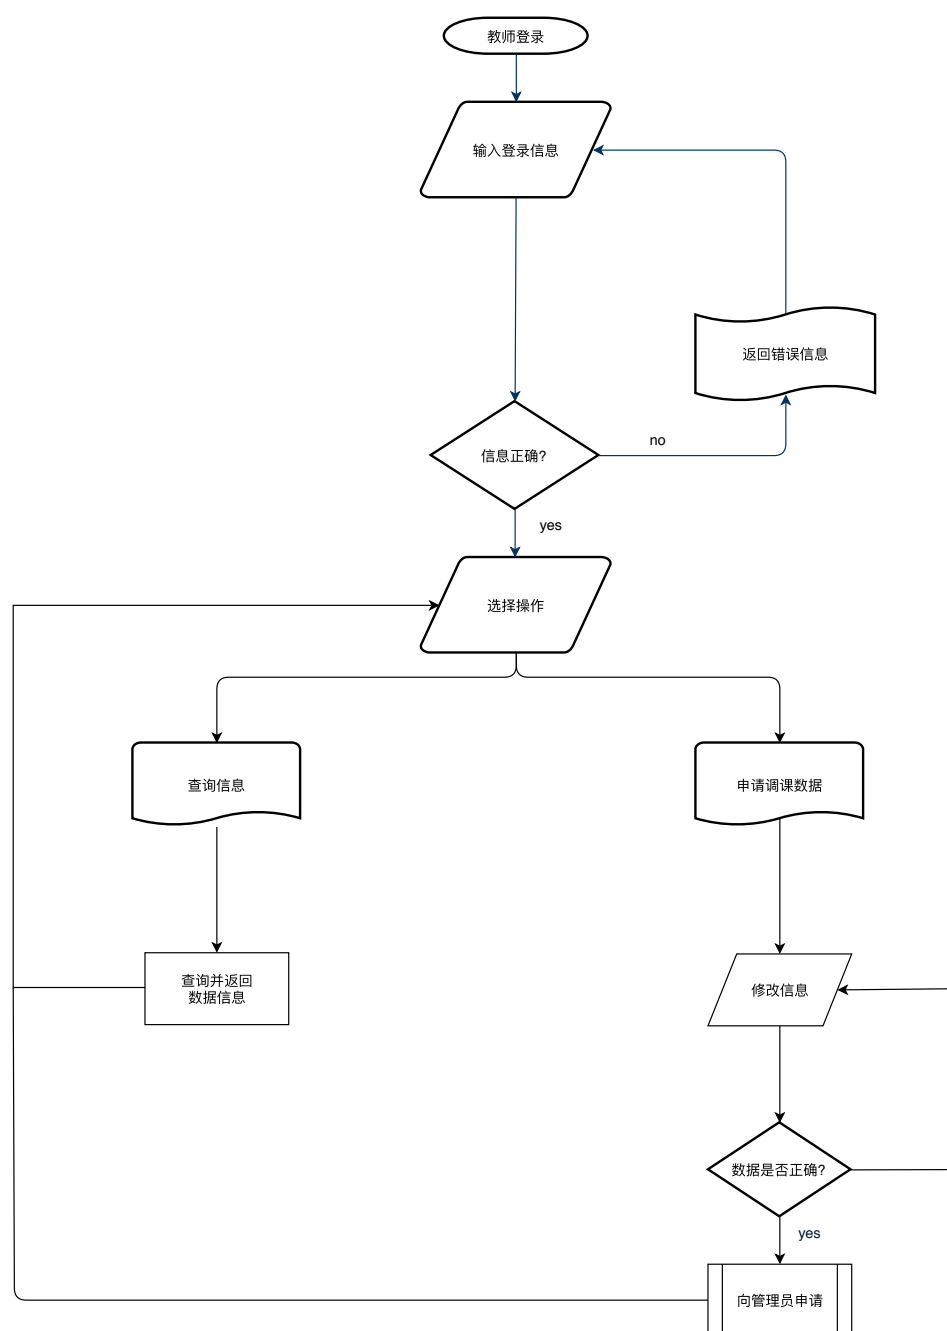 教师登录
输入登录信息
返回错误信息
no
信息正确?
yes
选择操作
查询信息
申请调课数据
查询并返回
数据信息
修改信息
数据是否正确?
yes
向管理员申请